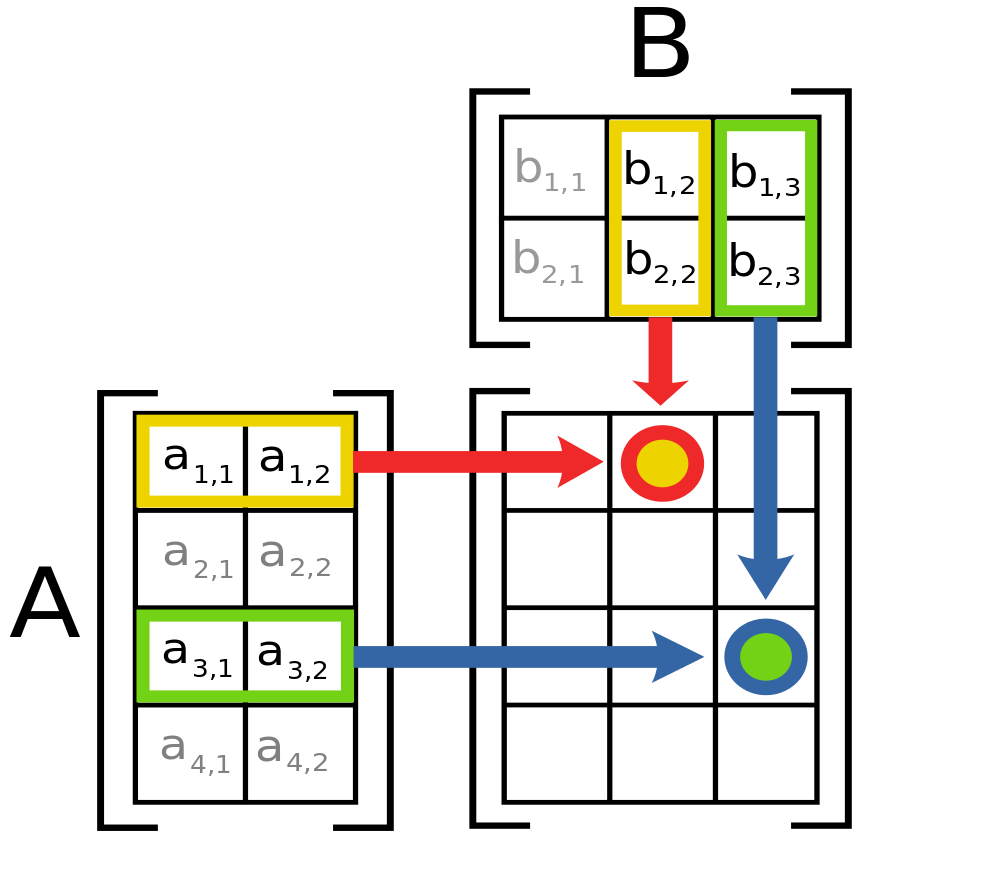 B
b1,1 b1,2 b1,3
b2,1 b2,2 b2,3
A
a1,1 a1,2
a2,1 a2,2
a3,1 a3,2
a4,1 a4,2